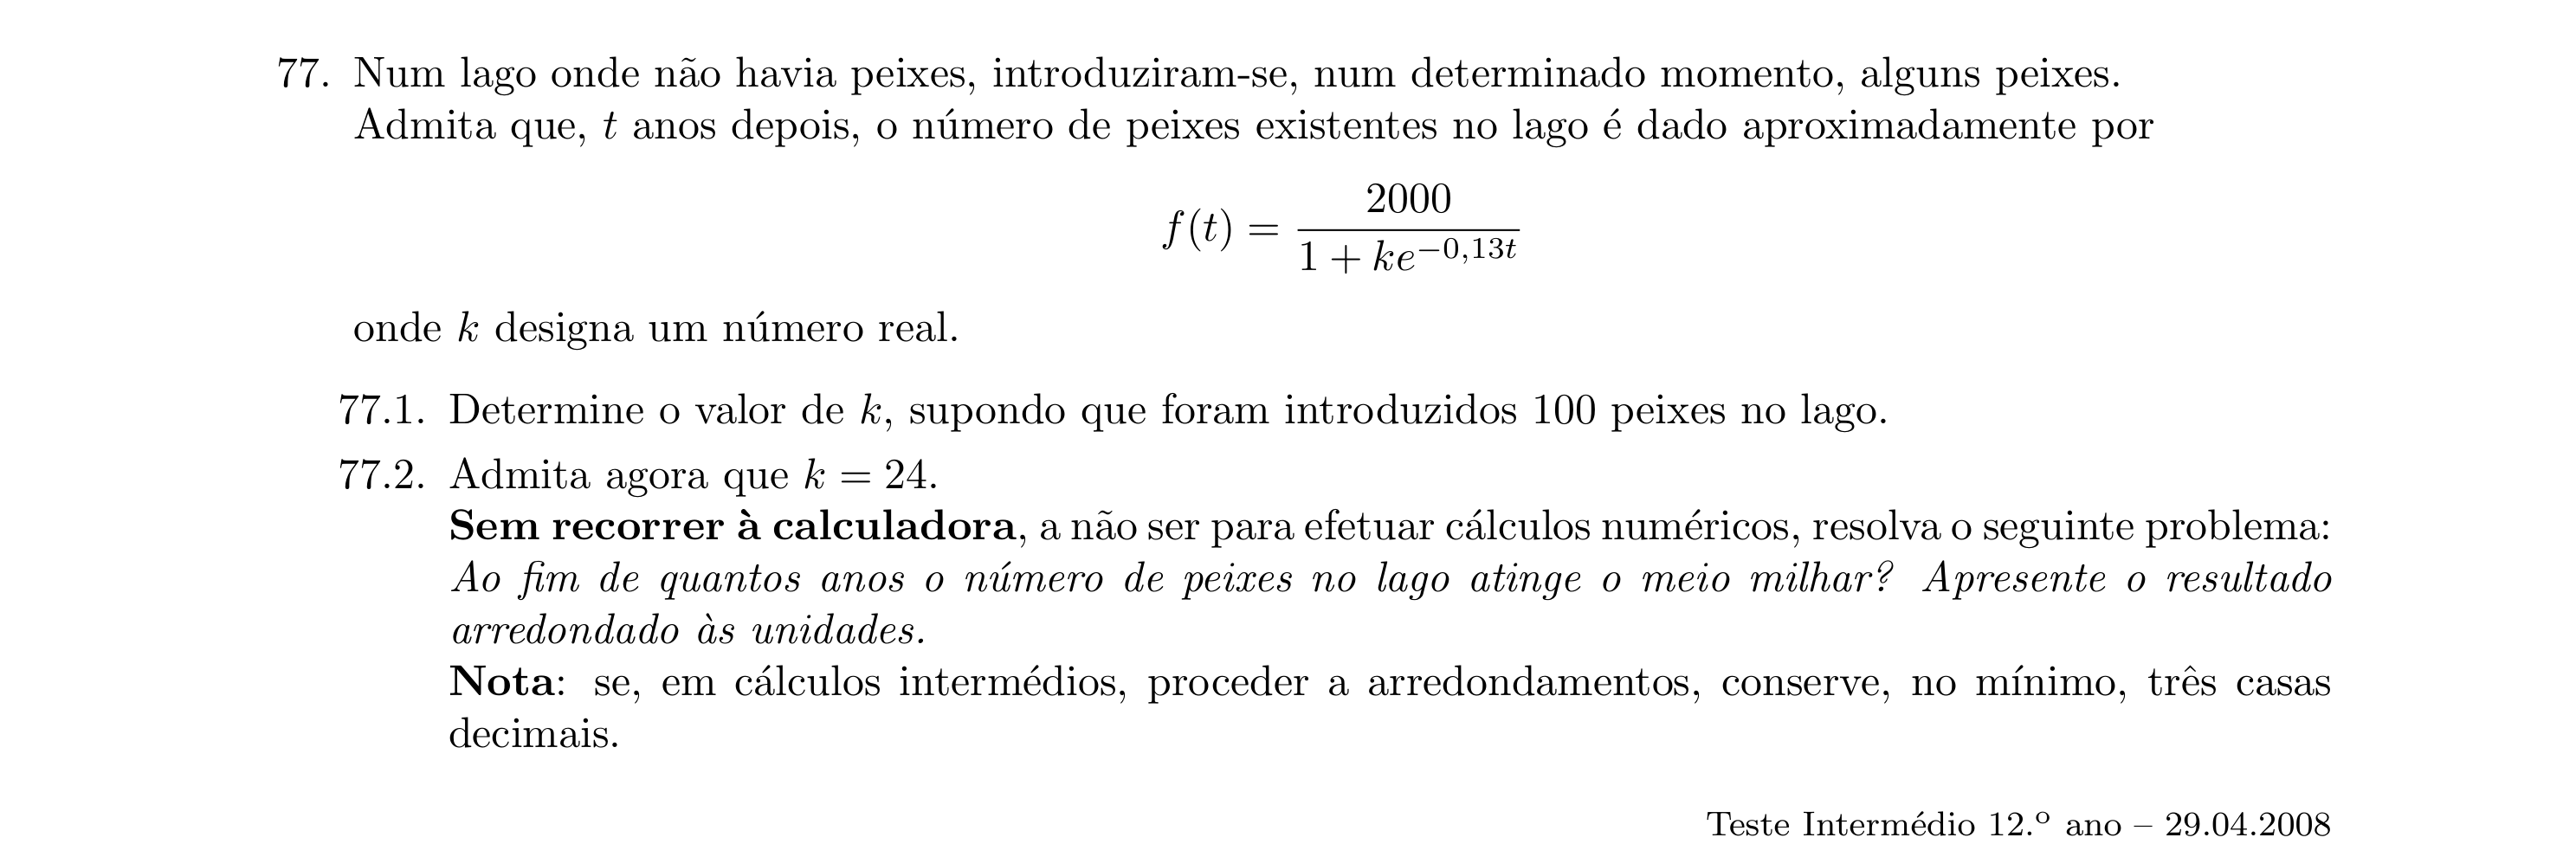 77. Num lago onde não havia peixes, introduziram-se, num determinado momento, alguns peixes.
Admita que, t anos depois, o número de peixes existentes no lago é dado aproximadamente por
f(t) = \frac{2000}{1 + ke^{-0,13t}}
onde k designa um número real.
77.1. Determine o valor de k, supondo que foram introduzidos 100 peixes no lago.
77.2. Admita agora que k = 24.
Sem recorrer à calculadora, a não ser para efetuar cálculos numéricos, resolva o seguinte problema:
Ao fim de quantos anos o número de peixes no lago atinge o meio milhar? Apresente o resultado
arredondado às unidades.
Nota: se, em cálculos intermédios, proceder a arredondamentos, conserve, no mínimo, três casas
decimais.
Teste Intermédio 12.º ano – 29.04.2008